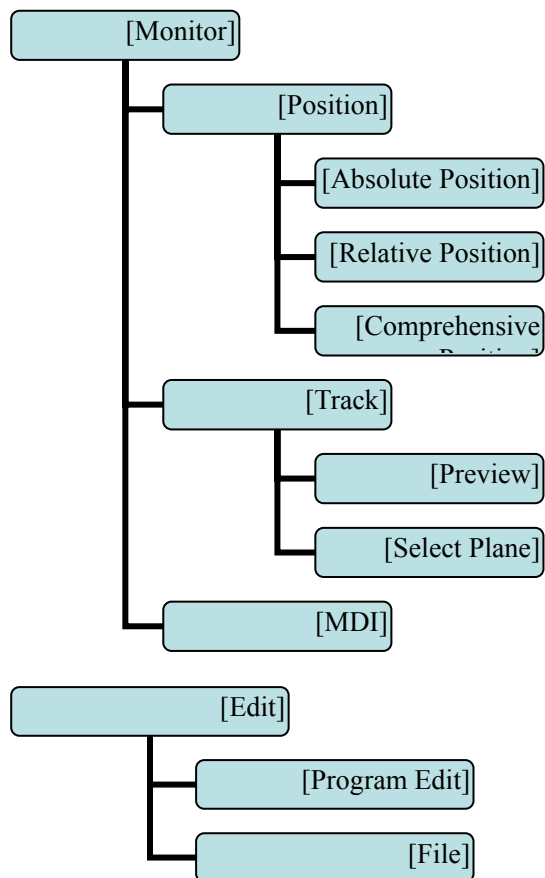 [Monitor]
[Position]
[Absolute Position]
[Relative Position]
[Comprehensive
[Track]
[Preview]
[Select Plane]
[MDI]
[Edit]
[Program Edit]
[File]